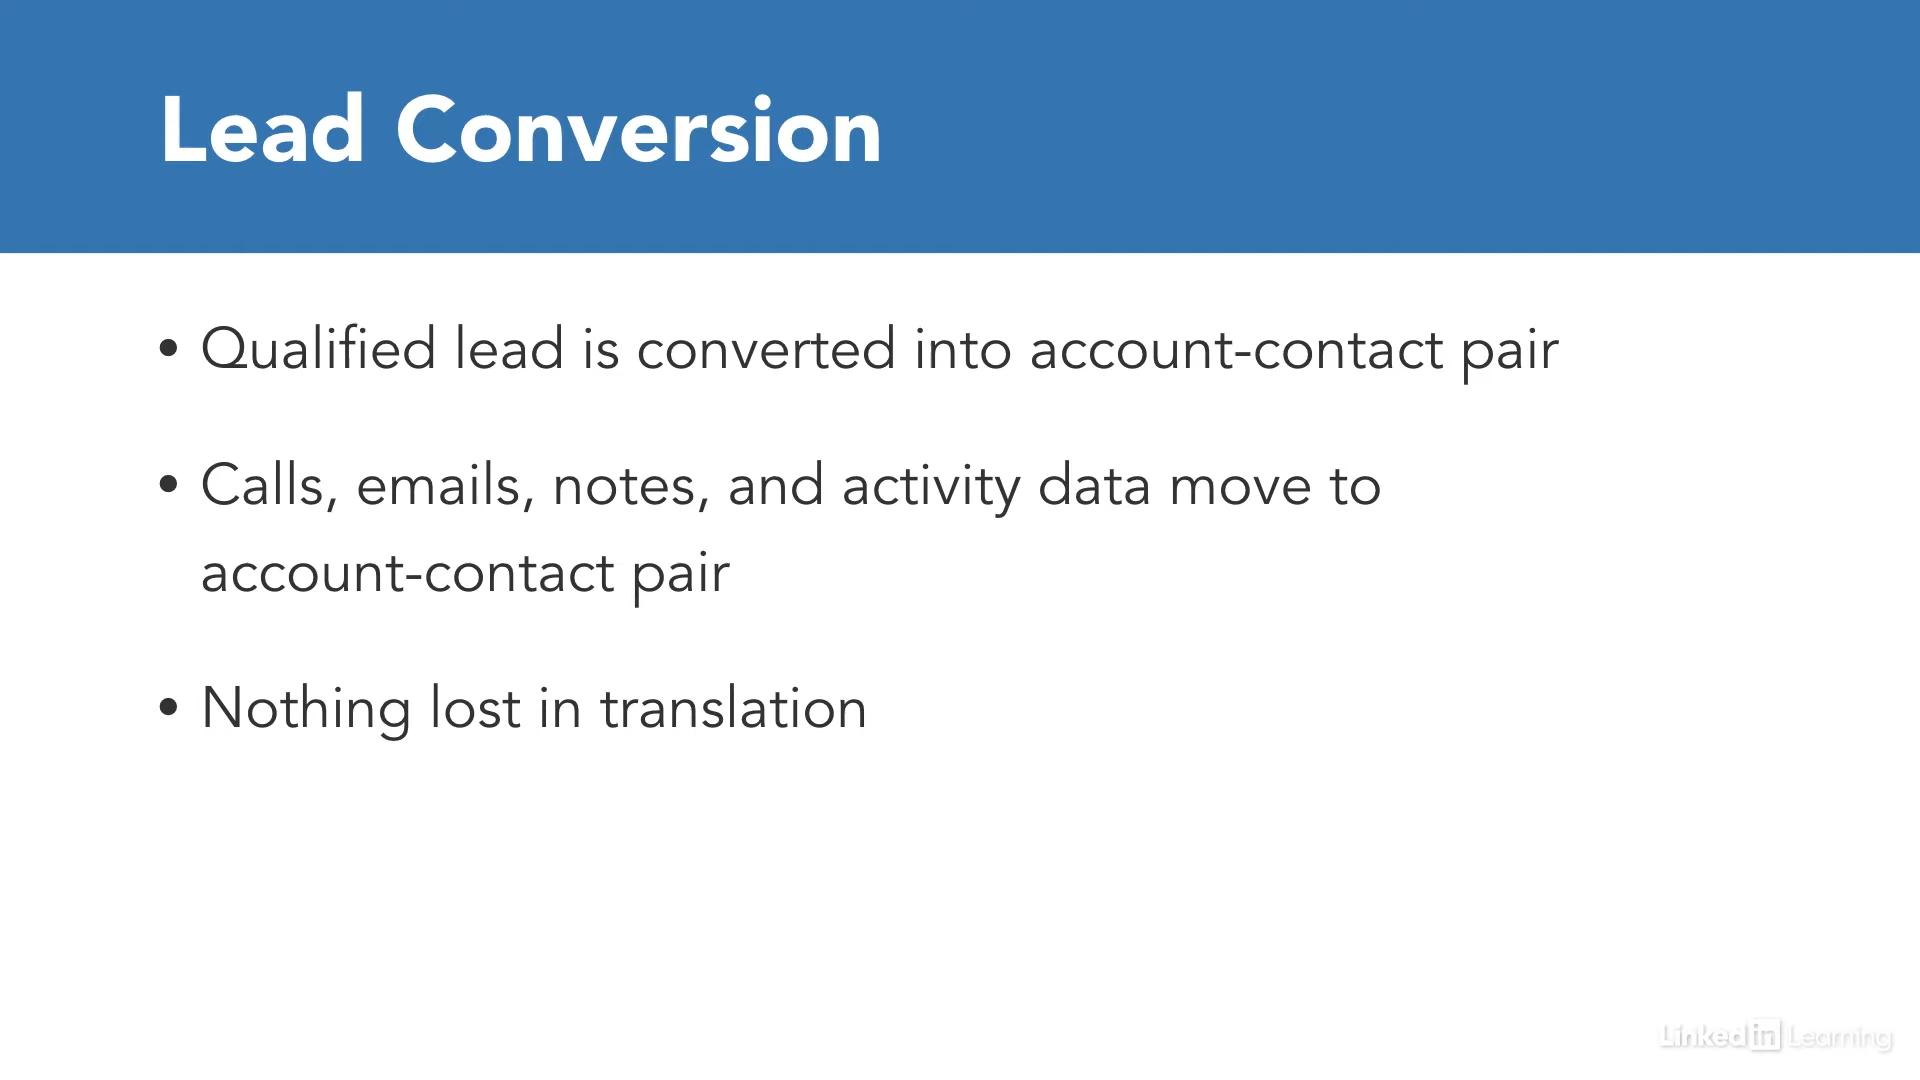 Lead Conversion
• Qualified lead is converted into account-contact pair
• Calls, emails, notes, and activity data move to
account-contact pair
• Nothing lost in translation
LinkedIn Learning